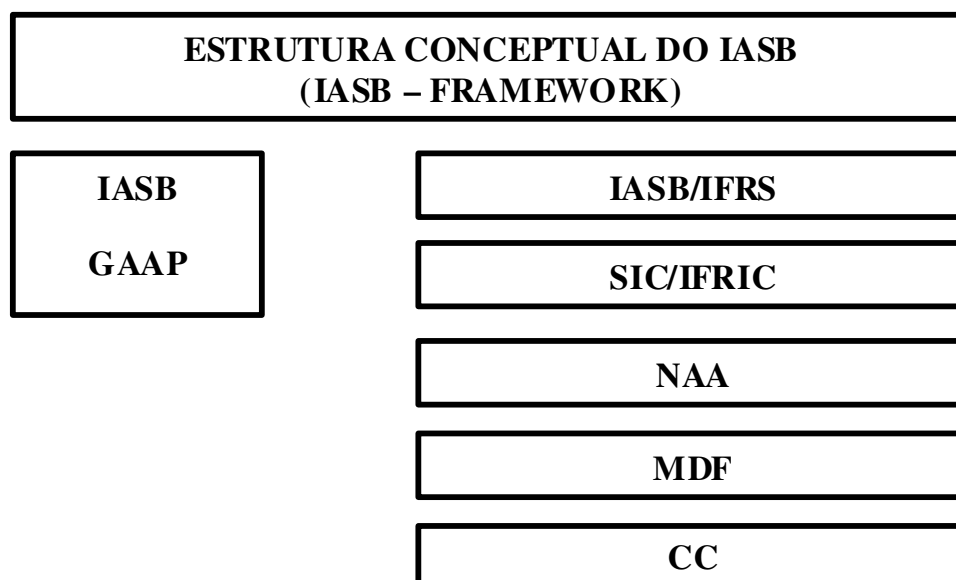 ESTRUTURA CONCEPTUAL DO IASB
(IASB – FRAMEWORK)
IASB
GAAP
IASB/IFRS
SIC/IFRIC
NAA
MDF
CC